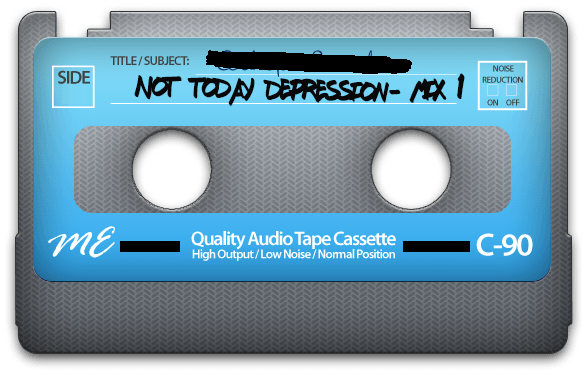 TITLE / SUBJECT:
NOT TODAY DEPRESSION- MIX 1
SIDE
NOISE
REDUCTION
ON OFF
ME
Quality Audio Tape Cassette
High Output / Low Noise / Normal Position
C-90